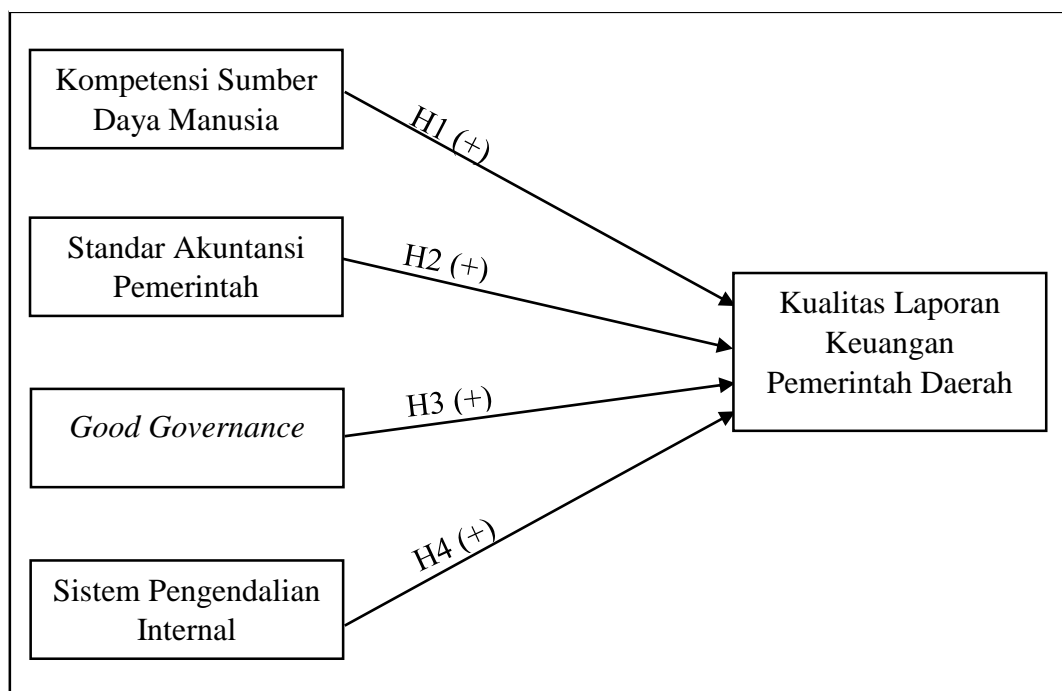 Kompetensi Sumber
Daya Manusia
H1 (+)
Standar Akuntansi
Pemerintah
H2 (+)
Kualitas Laporan
Keuangan
Pemerintah Daerah
Good Governance
H3 (+)
Sistem Pengendalian
Internal
H4 (+)